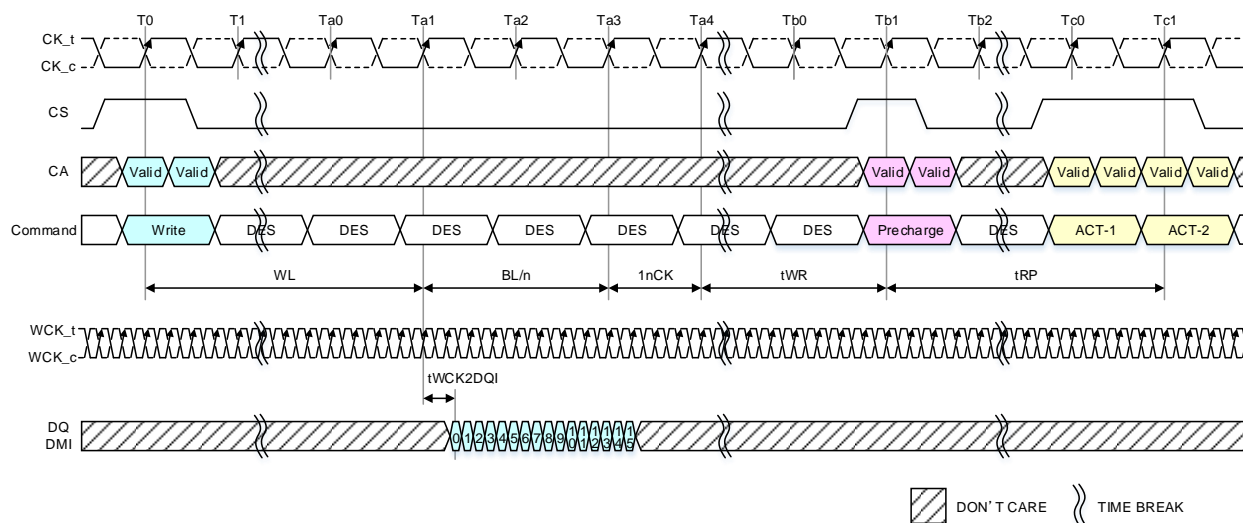 T0 T1 Ta0 Ta1 Ta2 Ta3 Ta4 Tb0 Tb1 Tb2 Tc0 Tc1
CK_t
CK_c
CS
CA Valid Valid Valid Valid Valid Valid Valid Valid
Command Write DES DES DES DES DES DES DES Precharge DES ACT-1 ACT-2
WL BL/n 1nCK tWR tRP
WCK_t
WCK_c
tWCK2DQI
DQ
DMI
0 1 2 3 4 5 6 7 8 9 10 11 12 13 14 15
DON'T CARE TIME BREAK